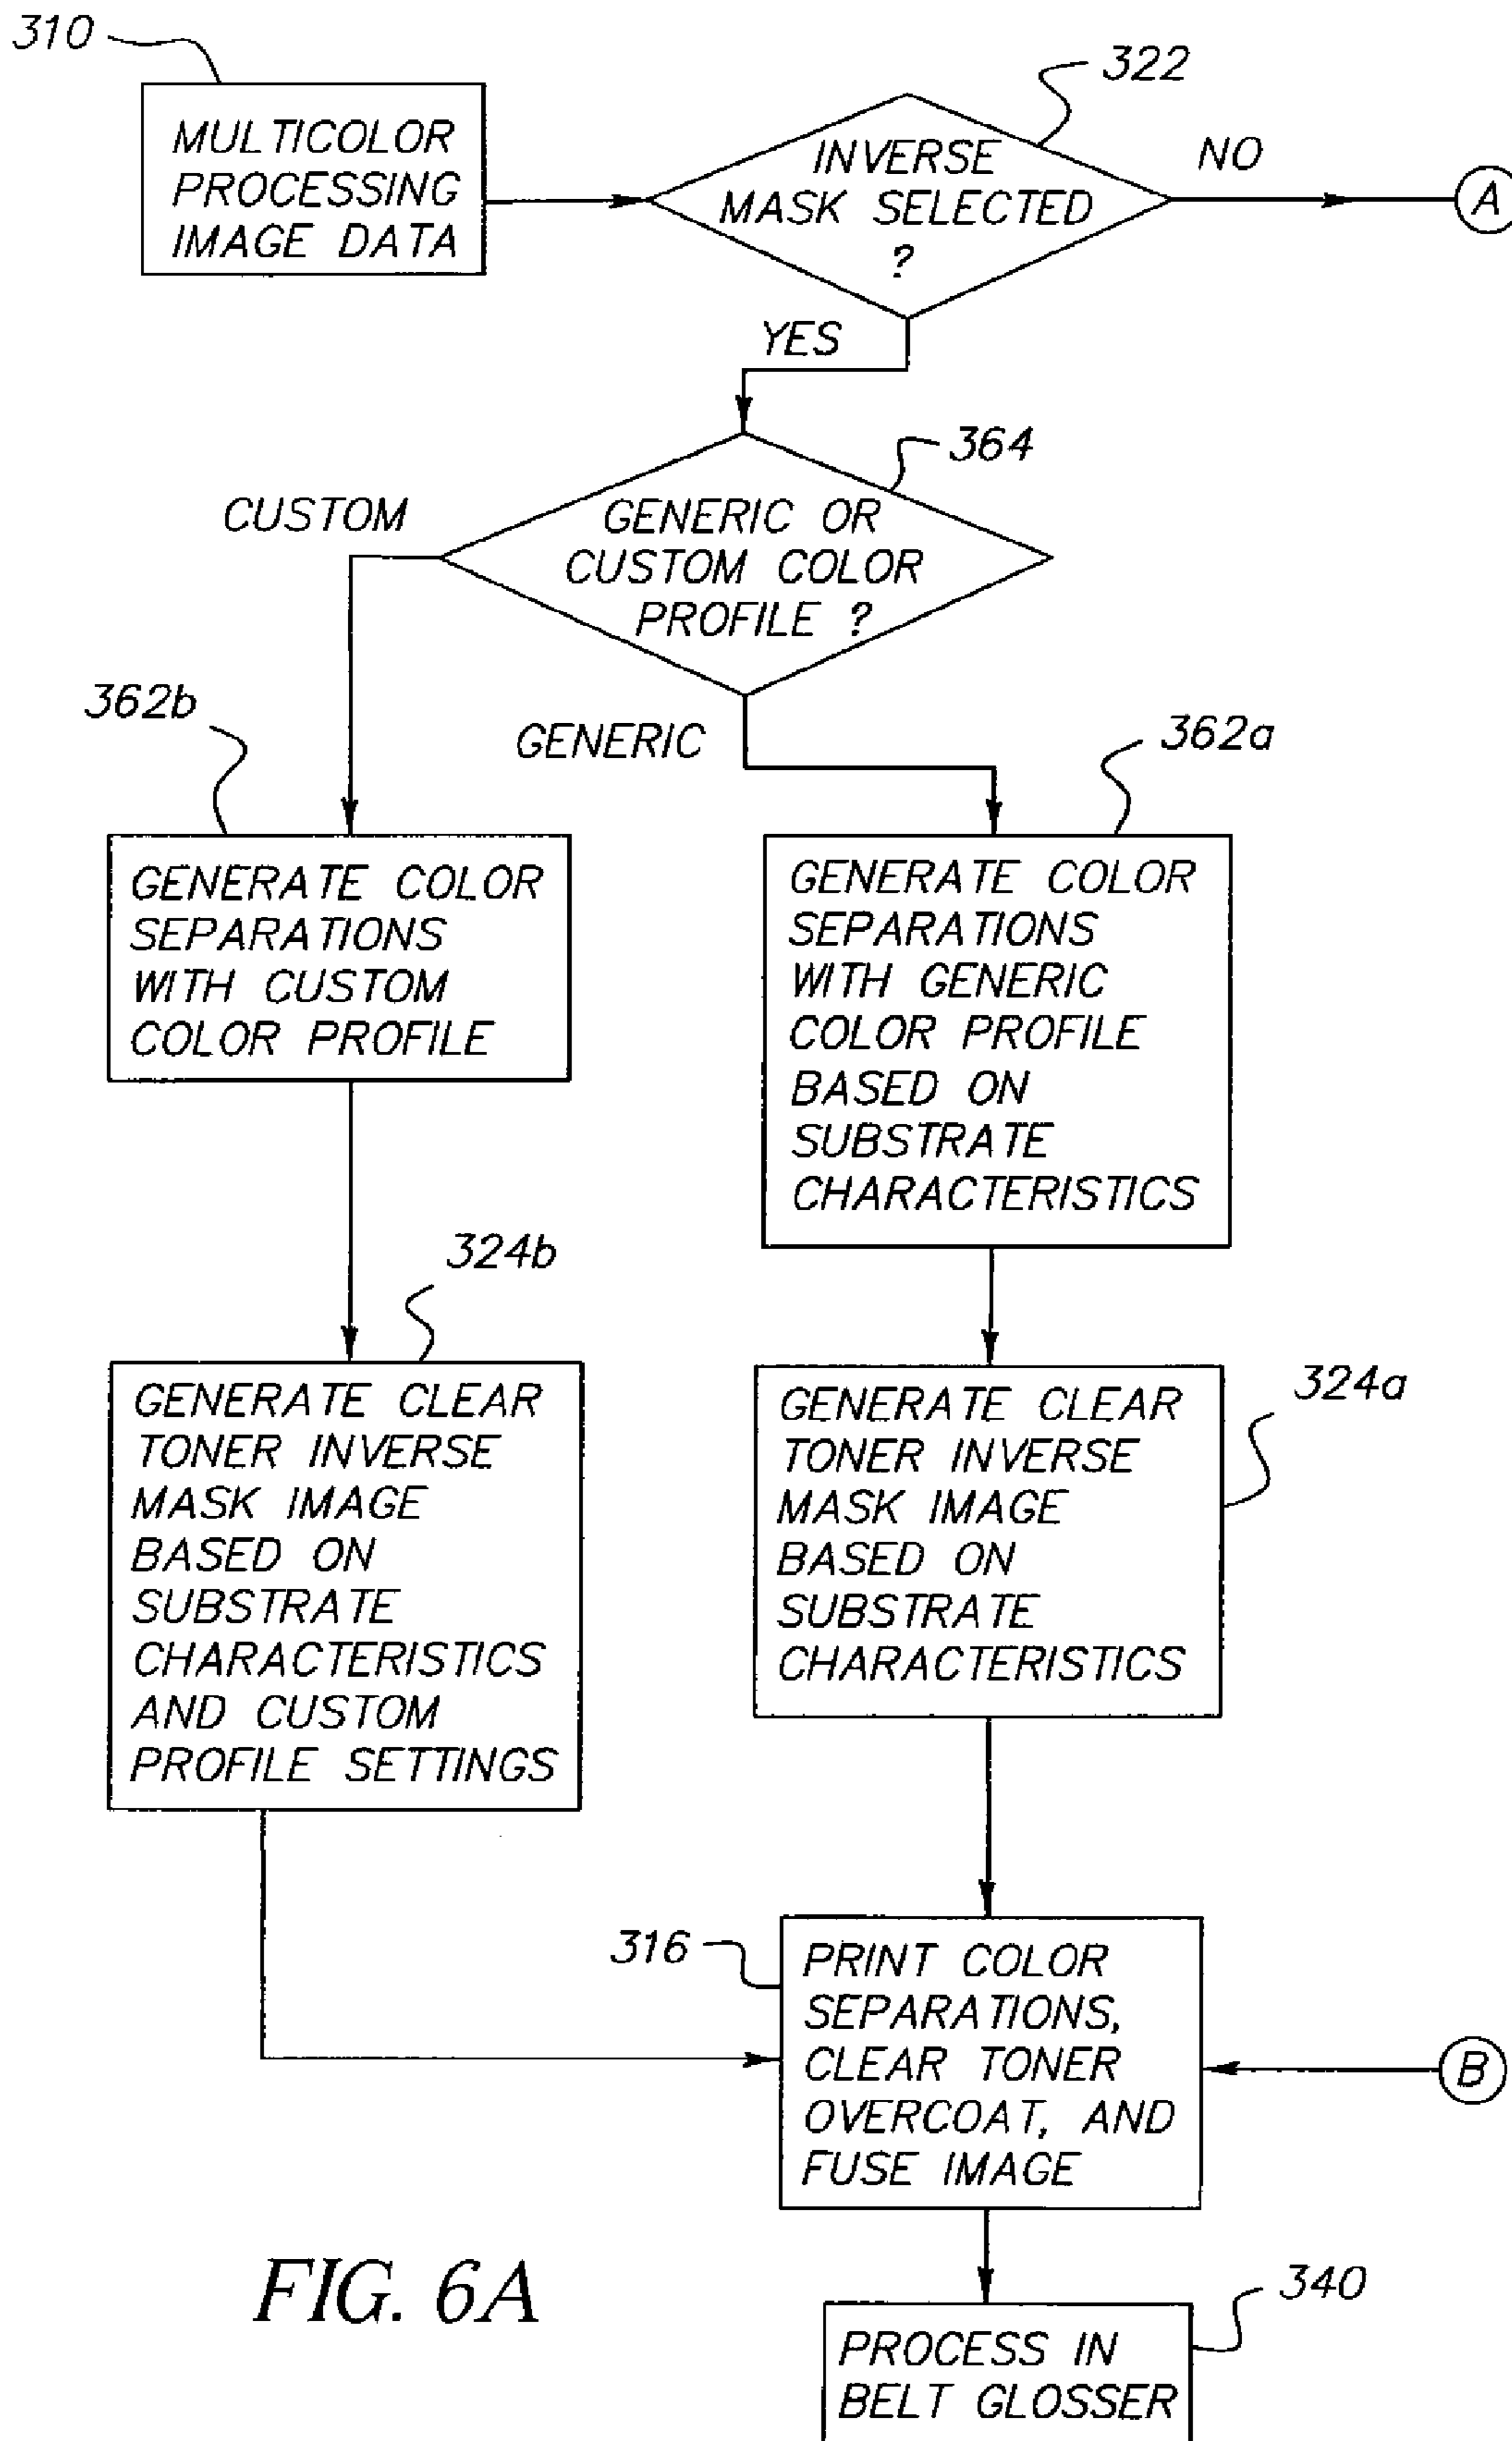 310
MULTICOLOR
PROCESSING
IMAGE DATA
322
INVERSE
MASK SELECTED
?
NO
A
YES
364
GENERIC OR
CUSTOM COLOR
PROFILE ?
CUSTOM
GENERIC
362b
GENERATE COLOR
SEPARATIONS
WITH CUSTOM
COLOR PROFILE
362a
GENERATE COLOR
SEPARATIONS
WITH GENERIC
COLOR PROFILE
BASED ON
SUBSTRATE
CHARACTERISTICS
324b
GENERATE CLEAR
TONER INVERSE
MASK IMAGE
BASED ON
SUBSTRATE
CHARACTERISTICS
AND CUSTOM
PROFILE SETTINGS
324a
GENERATE CLEAR
TONER INVERSE
MASK IMAGE
BASED ON
SUBSTRATE
CHARACTERISTICS
316
PRINT COLOR
SEPARATIONS,
CLEAR TONER
OVERCOAT, AND
FUSE IMAGE
B
340
PROCESS IN
BELT GLOSSER
FIG. 6A